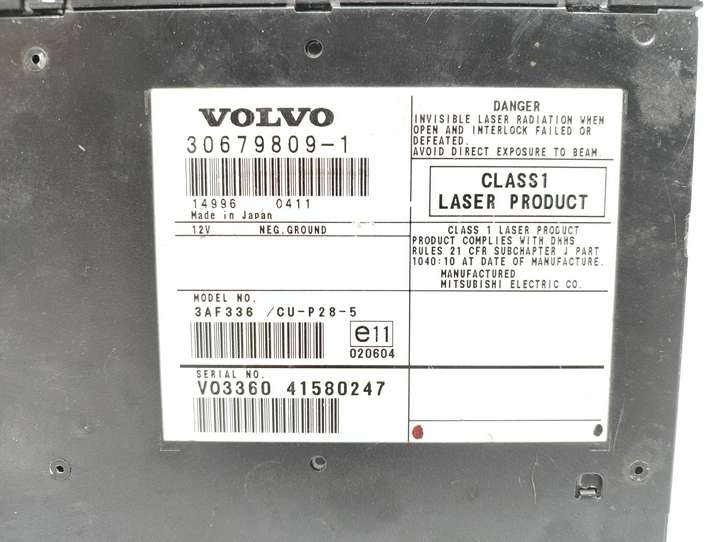 VOLVO
30679809-1
14996 0411
Made in Japan
12V NEG.GROUND
MODEL NO.
3AF336 /CU-P28-5
e11
020604
SERIAL NO.
V03360 41580247
DANGER
INVISIBLE LASER RADIATION WHEN
OPEN AND INTERLOCK FAILED OR
DEFEATED.
AVOID DIRECT EXPOSURE TO BEAM.
CLASS1
LASER PRODUCT
CLASS 1 LASER PRODUCT
PRODUCT COMPLIES WITH DHHS
RULES 21 CFR SUBCHAPTER J PART
1040:10 AT DATE OF MANUFACTURE.
MANUFACTURED
MITSUBISHI ELECTRIC CO.